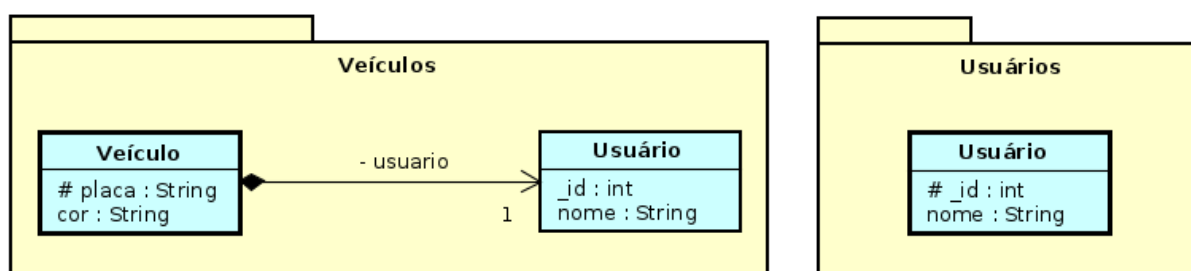 Veículos
Veículo
# placa : String
cor : String
- usuario
1
Usuário
_id : int
nome : String
Usuários
Usuário
# _id : int
nome : String